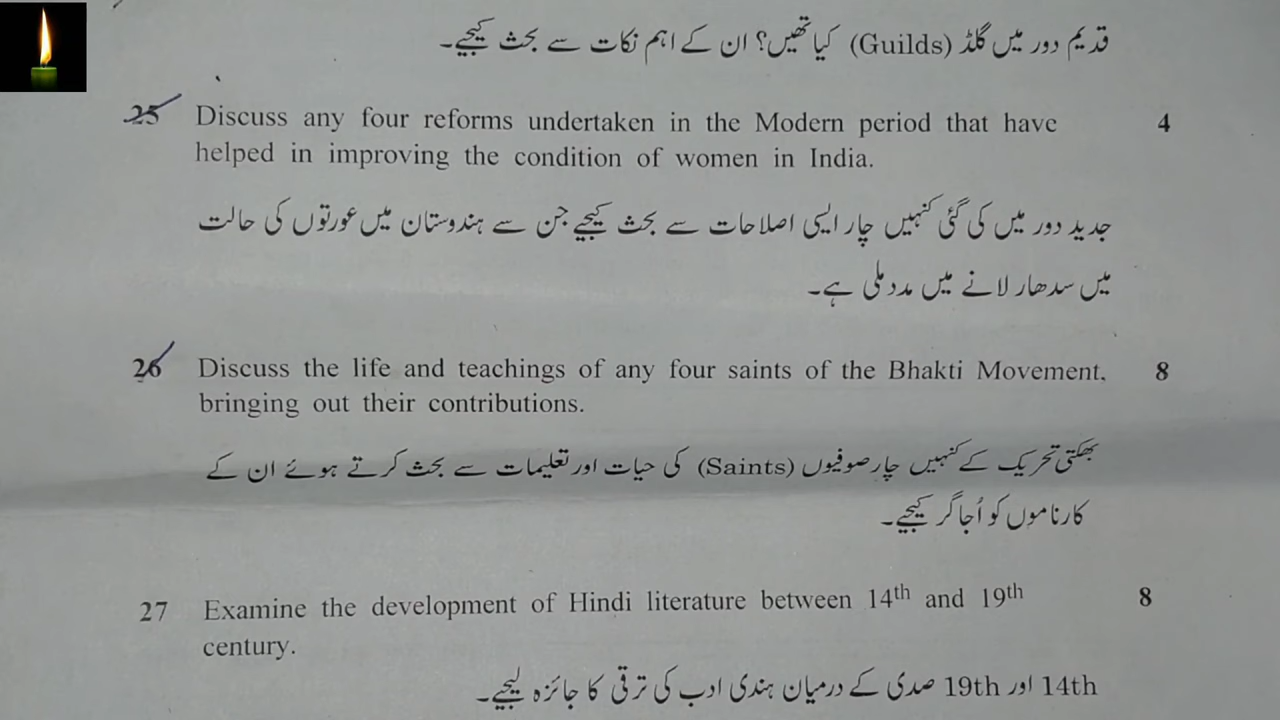 قدیم دور میں گلڈ (Guilds) کیا تھیں؟ ان کے اہم نکات سے بحث کیجیے۔
25 Discuss any four reforms undertaken in the Modern period that have 4
helped in improving the condition of women in India.
جدید دور میں کی گئی کنہیں چار ایسی اصلاحات سے بحث کیجیے جن سے ہندوستان میں عورتوں کی حالت
میں سدھار لانے میں مدد ملی ہے۔
26 Discuss the life and teachings of any four saints of the Bhakti Movement, 8
bringing out their contributions.
بھکتی تحریک کے کنہیں چار صوفیوں (Saints) کی حیات اور تعلیمات سے بحث کرتے ہوئے ان کے
کارناموں کو اُجاگر کیجیے۔
27 Examine the development of Hindi literature between 14th and 19th 8
century.
14th اور 19th صدی کے درمیان ہندی ادب کی ترقی کا جائزہ لیجیے۔